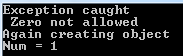 Exception caught
 Zero not allowed
Again creating object
Num = 1